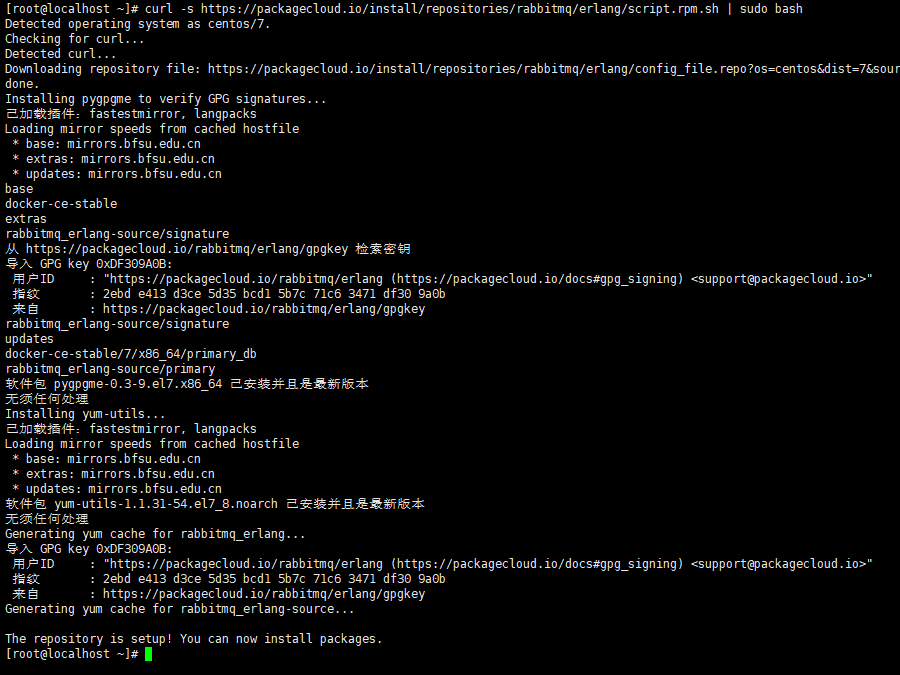 [root@localhost ~]# curl -s https://packagecloud.io/install/repositories/rabbitmq/erlang/script.rpm.sh | sudo bash
Detected operating system as centos/7.
Checking for curl...
Detected curl...
Downloading repository file: https://packagecloud.io/install/repositories/rabbitmq/erlang/config_file.repo?os=centos&dist=7&sour
done.
Installing pygpgme to verify GPG signatures...
已加载插件：fastestmirror, langpacks
Loading mirror speeds from cached hostfile
 * base: mirrors.bfsu.edu.cn
 * extras: mirrors.bfsu.edu.cn
 * updates: mirrors.bfsu.edu.cn
base
docker-ce-stable
extras
rabbitmq_erlang-source/signature
从 https://packagecloud.io/rabbitmq/erlang/gpgkey 检索密钥
导入 GPG key 0xDF309A0B:
 用户ID     : "https://packagecloud.io/rabbitmq/erlang (https://packagecloud.io/docs#gpg_signing) <support@packagecloud.io>"
 指纹       : 2ebd e413 d3ce 5d35 bcd1 5b7c 71c6 3471 df30 9a0b
 来自       : https://packagecloud.io/rabbitmq/erlang/gpgkey
rabbitmq_erlang-source/signature
updates
docker-ce-stable/7/x86_64/primary_db
rabbitmq_erlang-source/primary
软件包 pygpgme-0.3-9.el7.x86_64 已安装并且是最新版本
无须任何处理
Installing yum-utils...
已加载插件：fastestmirror, langpacks
Loading mirror speeds from cached hostfile
 * base: mirrors.bfsu.edu.cn
 * extras: mirrors.bfsu.edu.cn
 * updates: mirrors.bfsu.edu.cn
软件包 yum-utils-1.1.31-54.el7_8.noarch 已安装并且是最新版本
无须任何处理
Generating yum cache for rabbitmq_erlang...
导入 GPG key 0xDF309A0B:
 用户ID     : "https://packagecloud.io/rabbitmq/erlang (https://packagecloud.io/docs#gpg_signing) <support@packagecloud.io>"
 指纹       : 2ebd e413 d3ce 5d35 bcd1 5b7c 71c6 3471 df30 9a0b
 来自       : https://packagecloud.io/rabbitmq/erlang/gpgkey
Generating yum cache for rabbitmq_erlang-source...

The repository is setup! You can now install packages.
[root@localhost ~]#